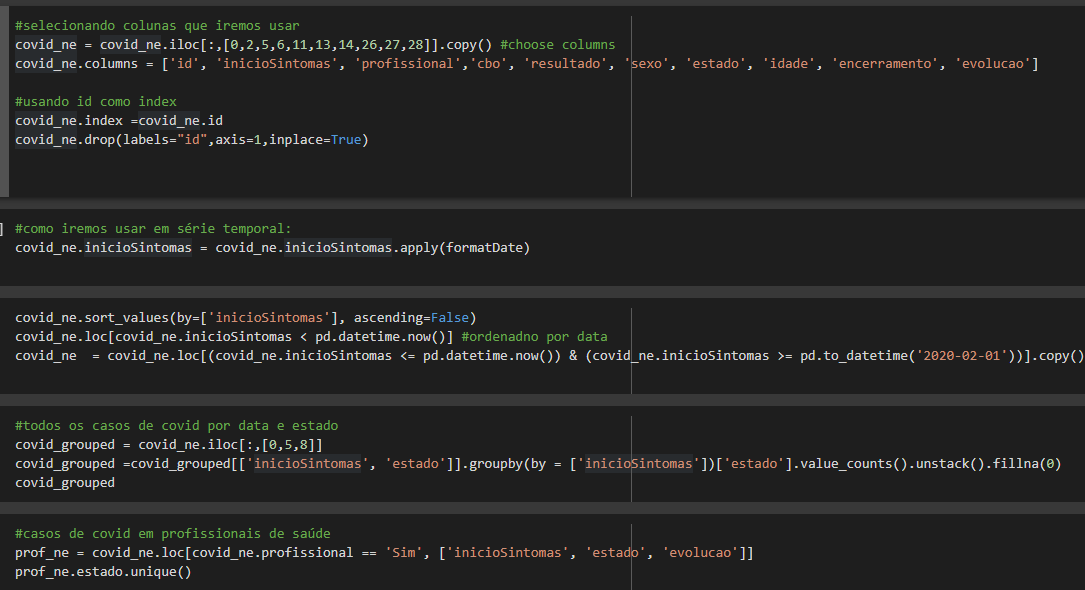 #selecionando colunas que iremos usar
covid_ne = covid_ne.iloc[:,[0,2,5,6,11,13,14,26,27,28]].copy() #choose columns
covid_ne.columns = ['id', 'inicioSintomas', 'profissional','cbo', 'resultado', 'sexo', 'estado', 'idade', 'encerramento', 'evolucao']
#usando id como index
covid_ne.index =covid_ne.id
covid_ne.drop(labels="id",axis=1,inplace=True)
] #como iremos usar em série temporal:
covid_ne.inicioSintomas = covid_ne.inicioSintomas.apply(formatDate)
covid_ne.sort_values(by=['inicioSintomas'], ascending=False)
covid_ne.loc[covid_ne.inicioSintomas < pd.datetime.now()] #ordenadno por data
covid_ne  = covid_ne.loc[(covid_ne.inicioSintomas <= pd.datetime.now()) & (covid_ne.inicioSintomas >= pd.to_datetime('2020-02-01'))].copy()
#todos os casos de covid por data e estado
covid_grouped = covid_ne.iloc[:,[0,5,8]]
covid_grouped =covid_grouped[['inicioSintomas', 'estado']].groupby(by = ['inicioSintomas'])['estado'].value_counts().unstack().fillna(0)
covid_grouped
#casos de covid em profissionais de saúde
prof_ne = covid_ne.loc[covid_ne.profissional == 'Sim', ['inicioSintomas', 'estado', 'evolucao']]
prof_ne.estado.unique()